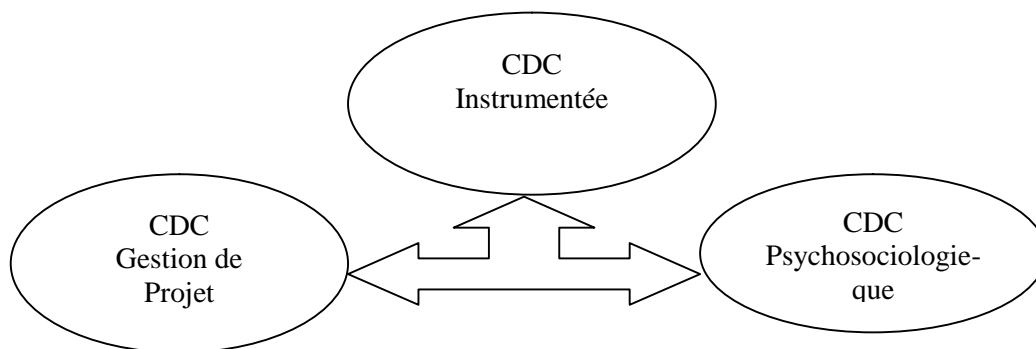 CDC
Instrumentée
CDC
Gestion de
Projet
CDC
Psychosociologie-
que